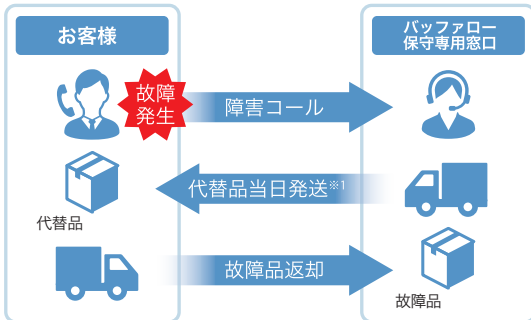 お客様
バッファロー
保守専用窓口
故障
発生
障害コール
代替品当日発送※1
代替品
故障品返却
故障品